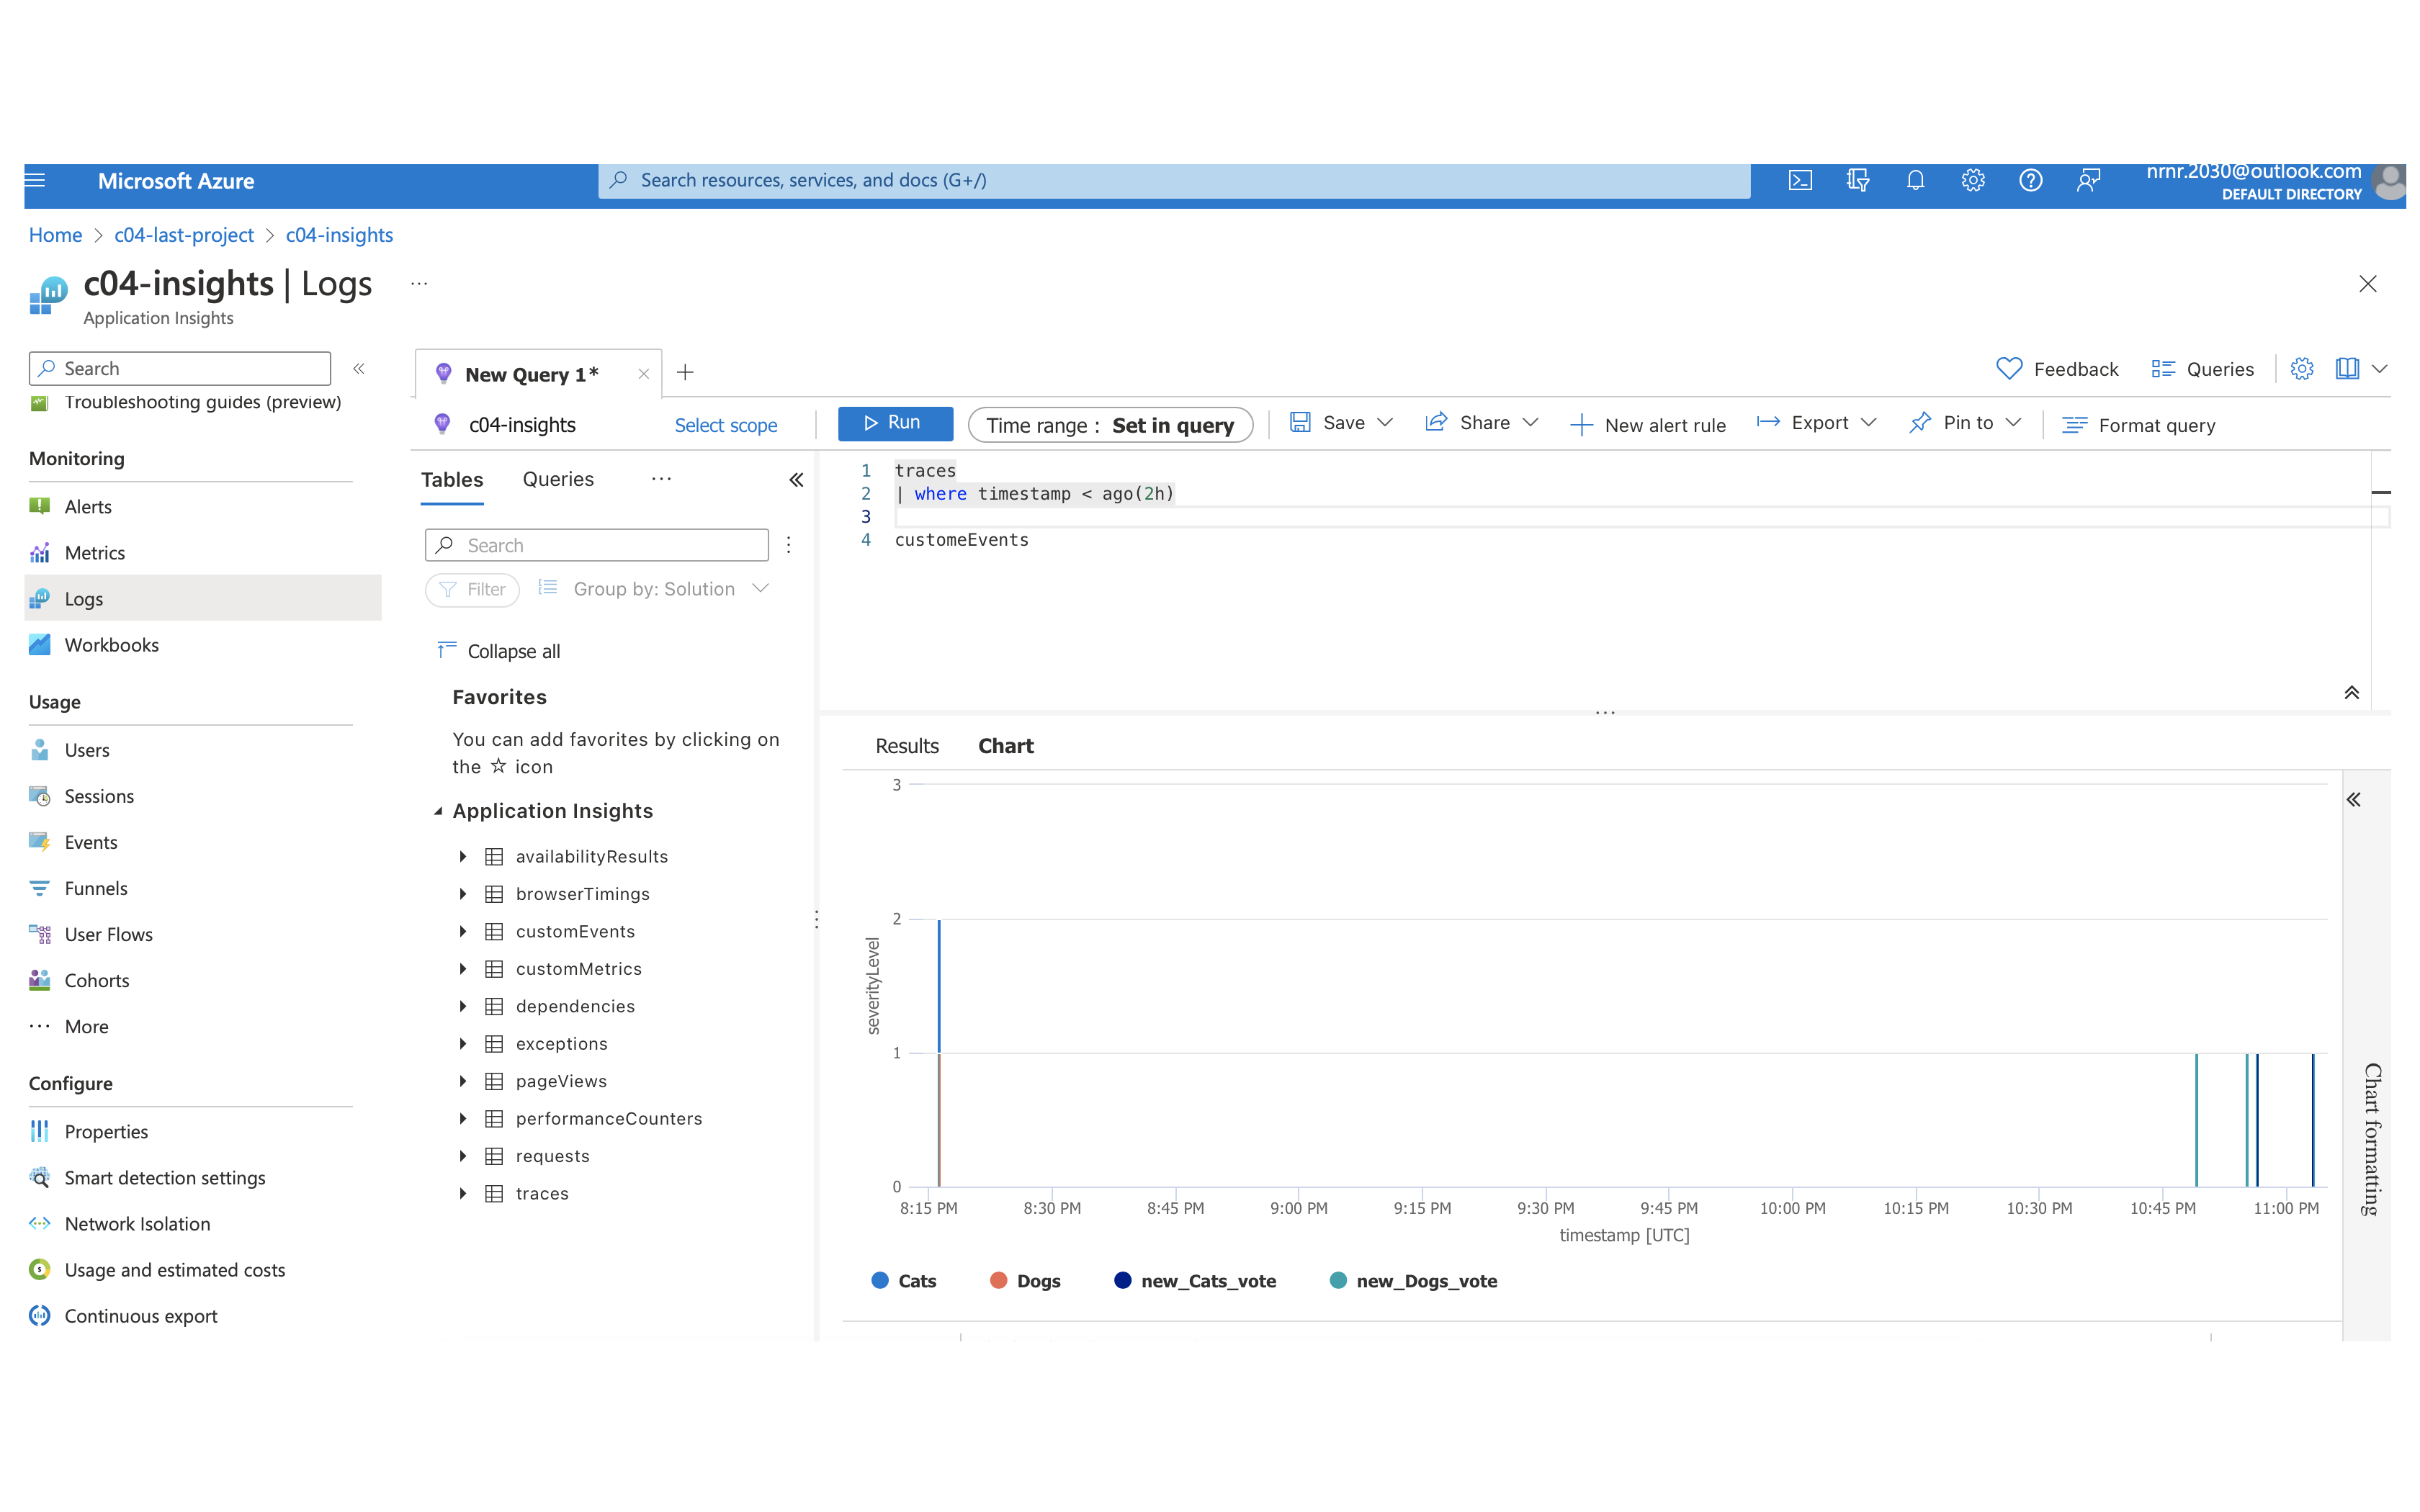 Microsoft Azure
Search resources, services, and docs (G+/)
nrnr.2030@outlook.com
DEFAULT DIRECTORY
Home > c04-last-project > c04-insights
c04-insights | Logs ...
Application Insights
Search
Troubleshooting guides (preview)
Monitoring
Alerts
Metrics
Logs
Workbooks
Usage
Users
Sessions
Events
Funnels
User Flows
Cohorts
More
Configure
Properties
Smart detection settings
Network Isolation
Usage and estimated costs
Continuous export
New Query 1*
Feedback
Queries
c04-insights
Select scope
Run
Time range : Set in query
Save
Share
New alert rule
Export
Pin to
Format query
Tables
Queries
...
Search
Filter
Group by: Solution
Collapse all
Favorites
You can add favorites by clicking on
the ☆ icon
Application Insights
availabilityResults
browserTimings
customEvents
customMetrics
dependencies
exceptions
pageViews
performanceCounters
requests
traces
1 traces
2 | where timestamp < ago(2h)
3
4 customeEvents
Results
Chart
3
2
1
0
severityLevel
8:15 PM 8:30 PM 8:45 PM 9:00 PM 9:15 PM 9:30 PM 9:45 PM 10:00 PM 10:15 PM 10:30 PM 10:45 PM 11:00 PM
timestamp [UTC]
Cats
Dogs
new_Cats_vote
new_Dogs_vote
Chart formatting